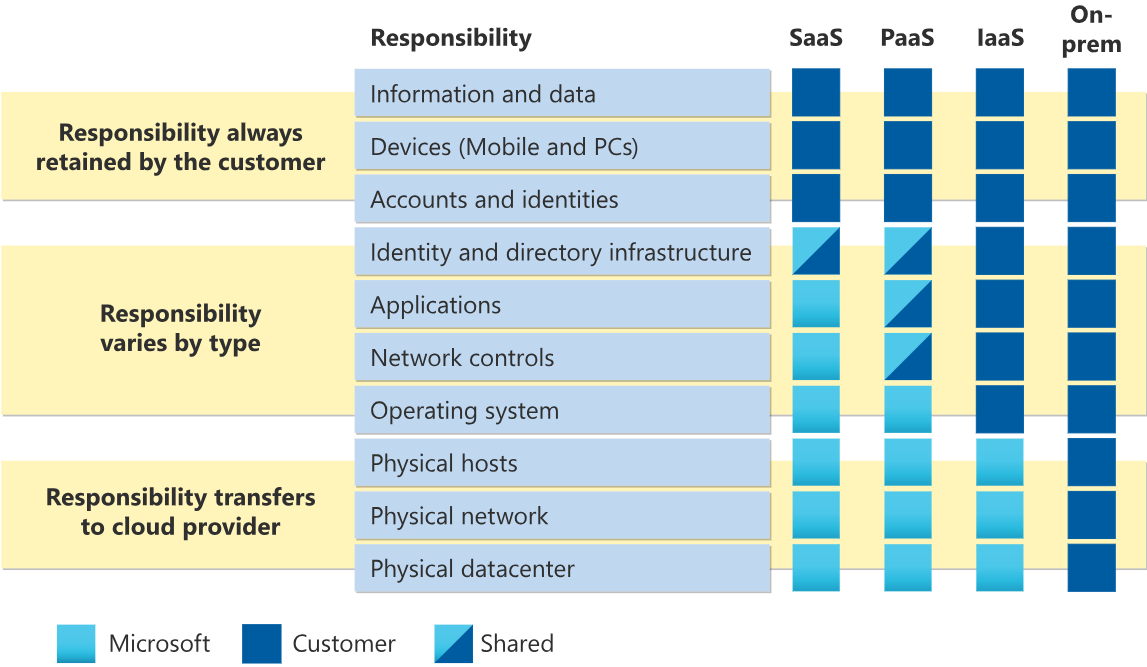 Responsibility
SaaS
PaaS
IaaS
On-
prem
Responsibility always
retained by the customer
Information and data
Devices (Mobile and PCs)
Accounts and identities
Responsibility
varies by type
Identity and directory infrastructure
Applications
Network controls
Operating system
Responsibility transfers
to cloud provider
Physical hosts
Physical network
Physical datacenter
Microsoft
Customer
Shared